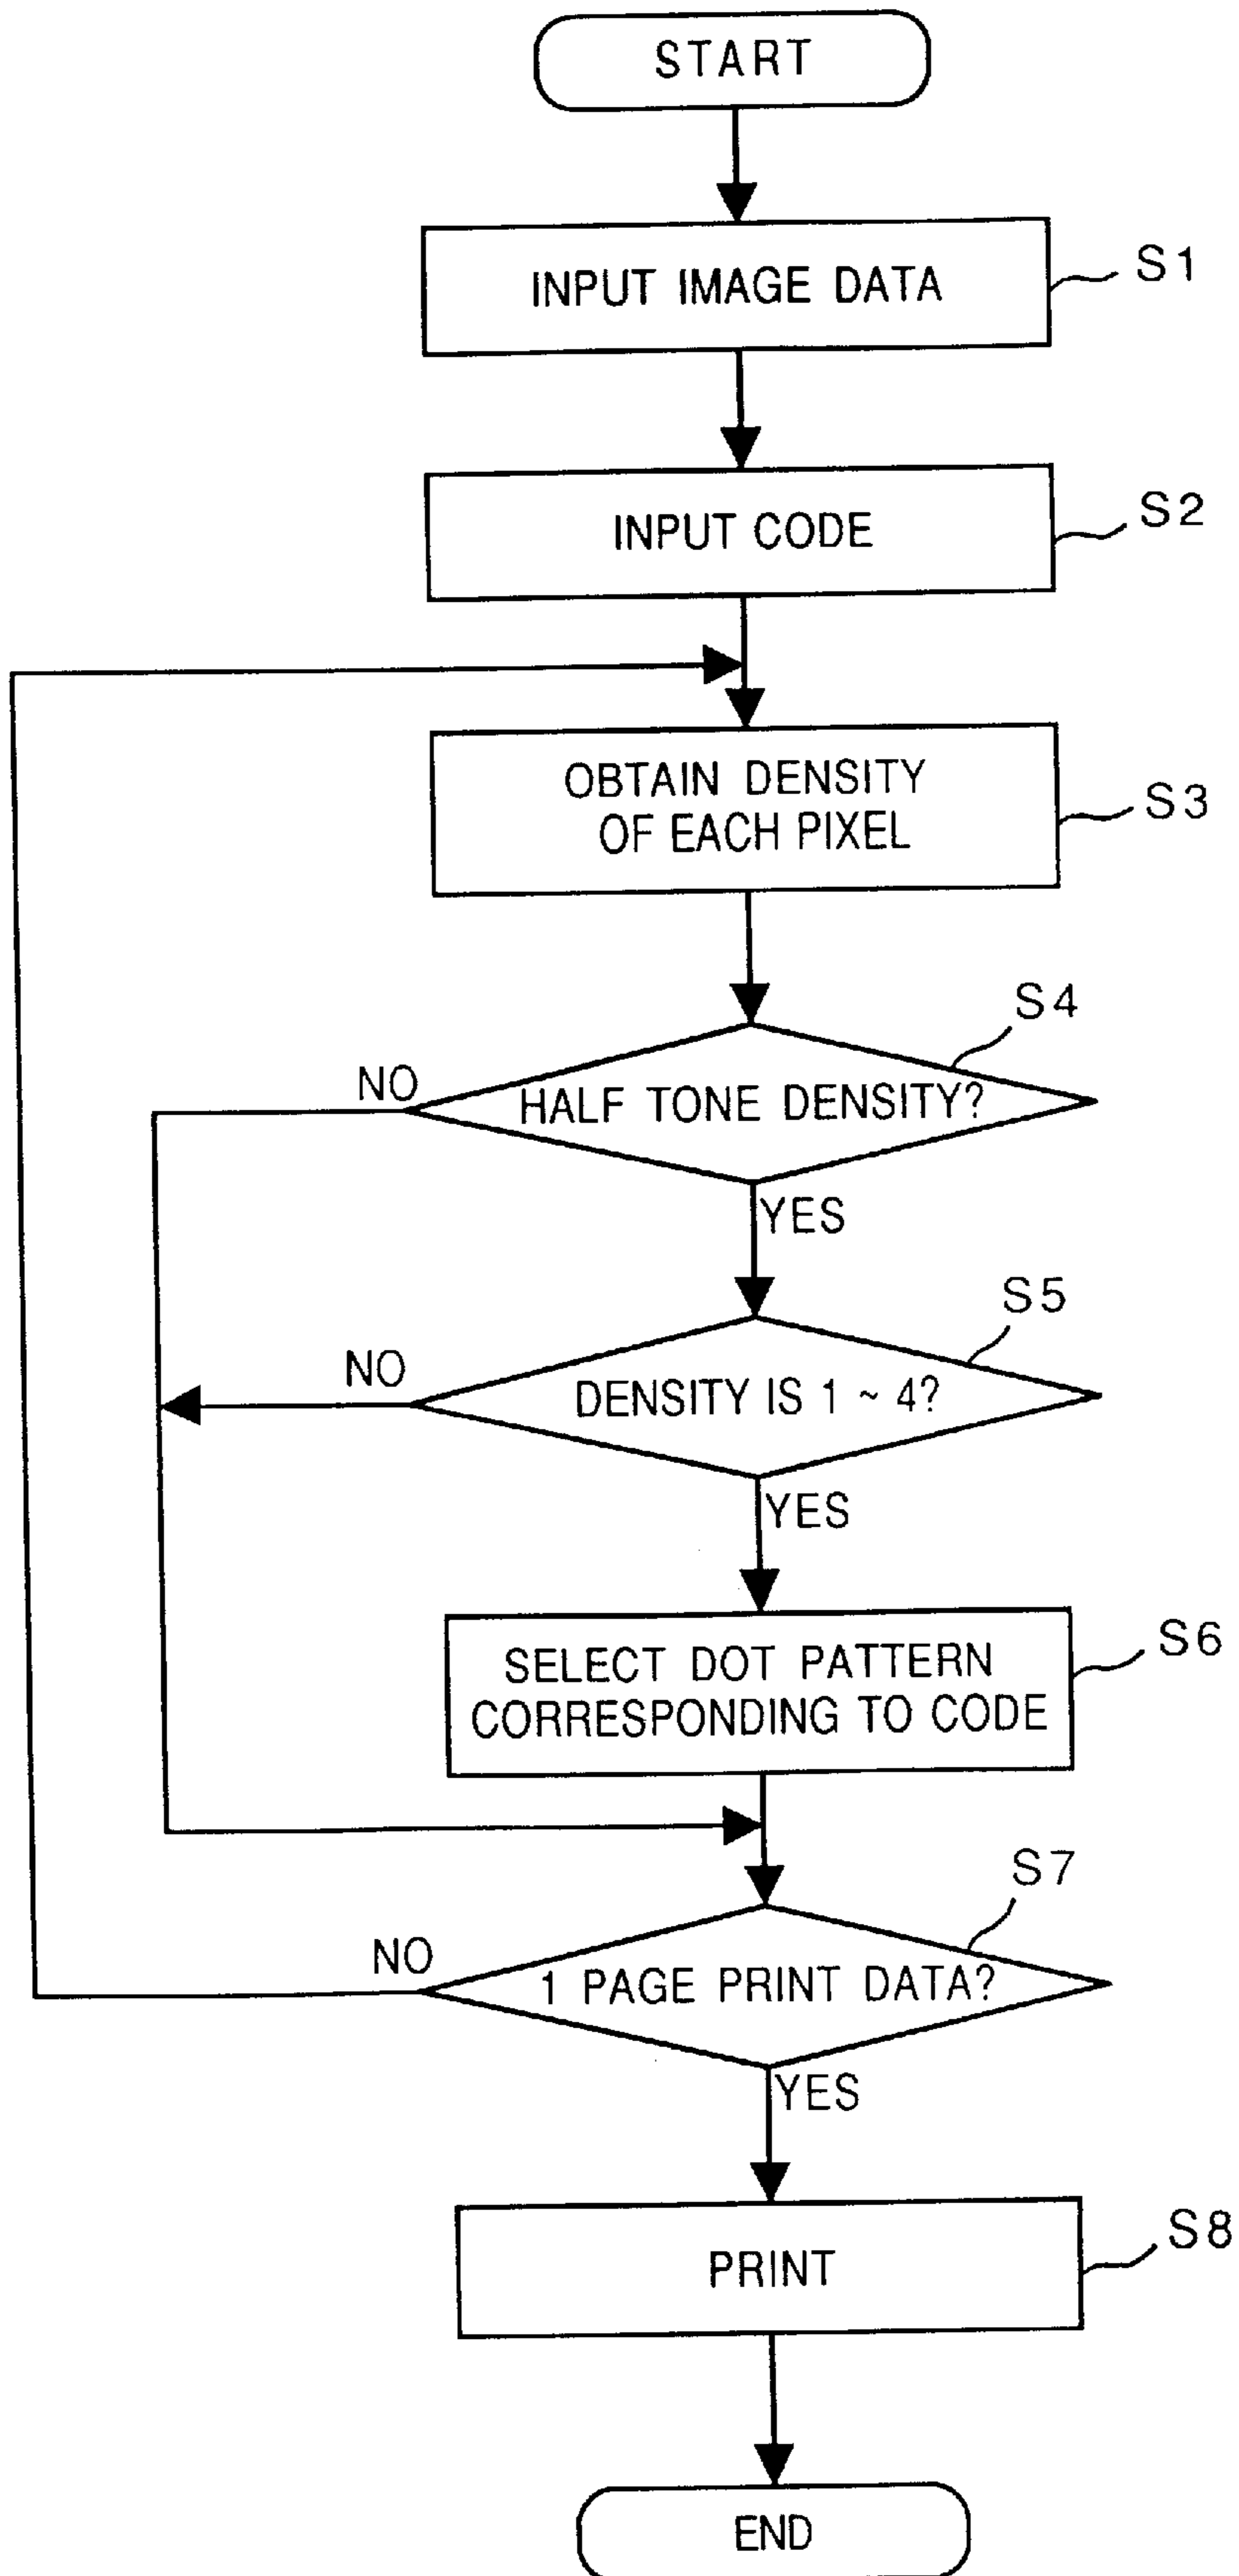 START
INPUT IMAGE DATA
S1
INPUT CODE
S2
OBTAIN DENSITY
OF EACH PIXEL
S3
S4
NO
HALF TONE DENSITY?
YES
S5
NO
DENSITY IS 1 ~ 4?
YES
SELECT DOT PATTERN
CORRESPONDING TO CODE
S6
S7
NO
1 PAGE PRINT DATA?
YES
PRINT
S8
END